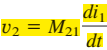 v₂ = M₂₁ di₁/dt